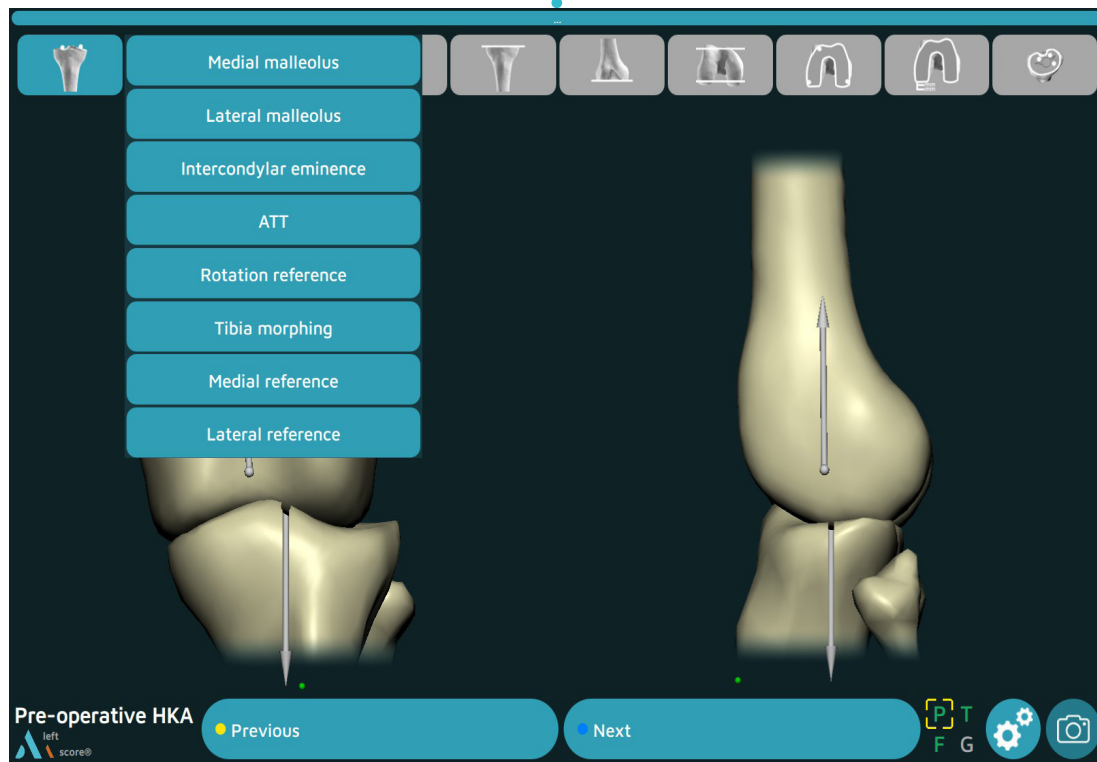 ...
Medial malleolus
Lateral malleolus
Intercondylar eminence
ATT
Rotation reference
Tibia morphing
Medial reference
Lateral reference
Pre-operative HKA
left
score®
Previous
Next
P T
F G